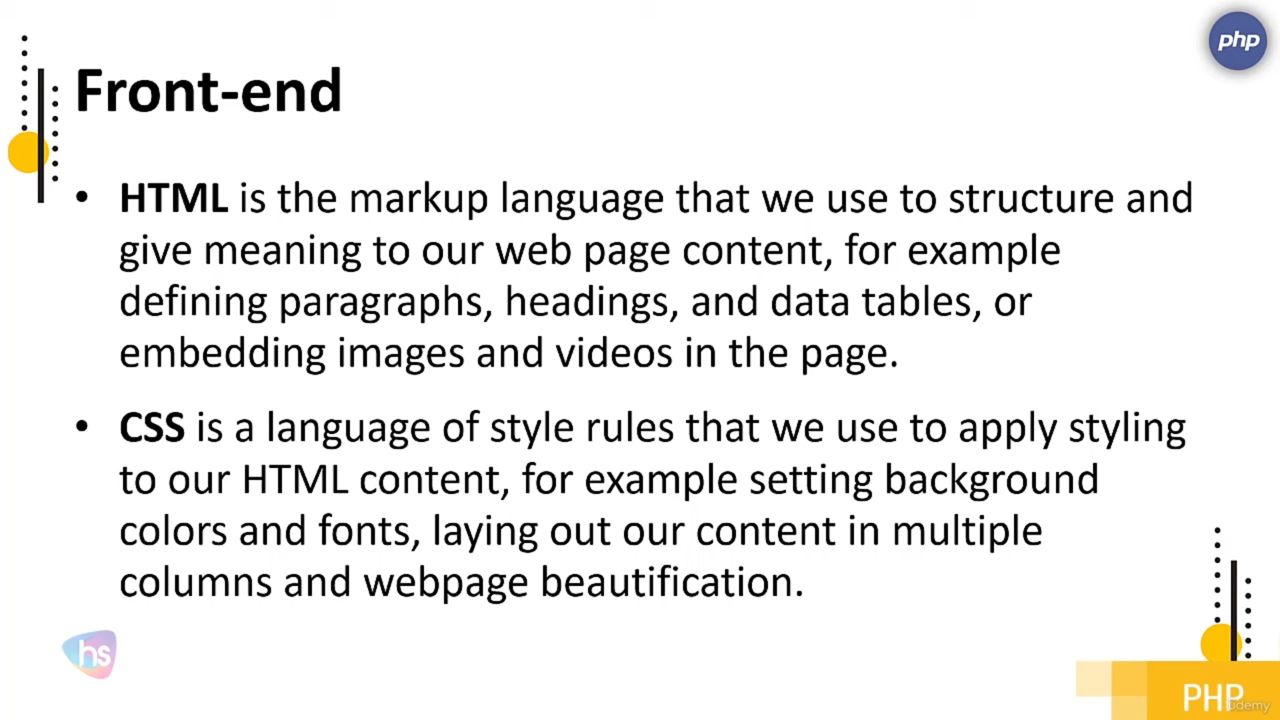 php
Front-end
• HTML is the markup language that we use to structure and
give meaning to our web page content, for example
defining paragraphs, headings, and data tables, or
embedding images and videos in the page.
• CSS is a language of style rules that we use to apply styling
to our HTML content, for example setting background
colors and fonts, laying out our content in multiple
columns and webpage beautification.
hs
PHP
Udemy